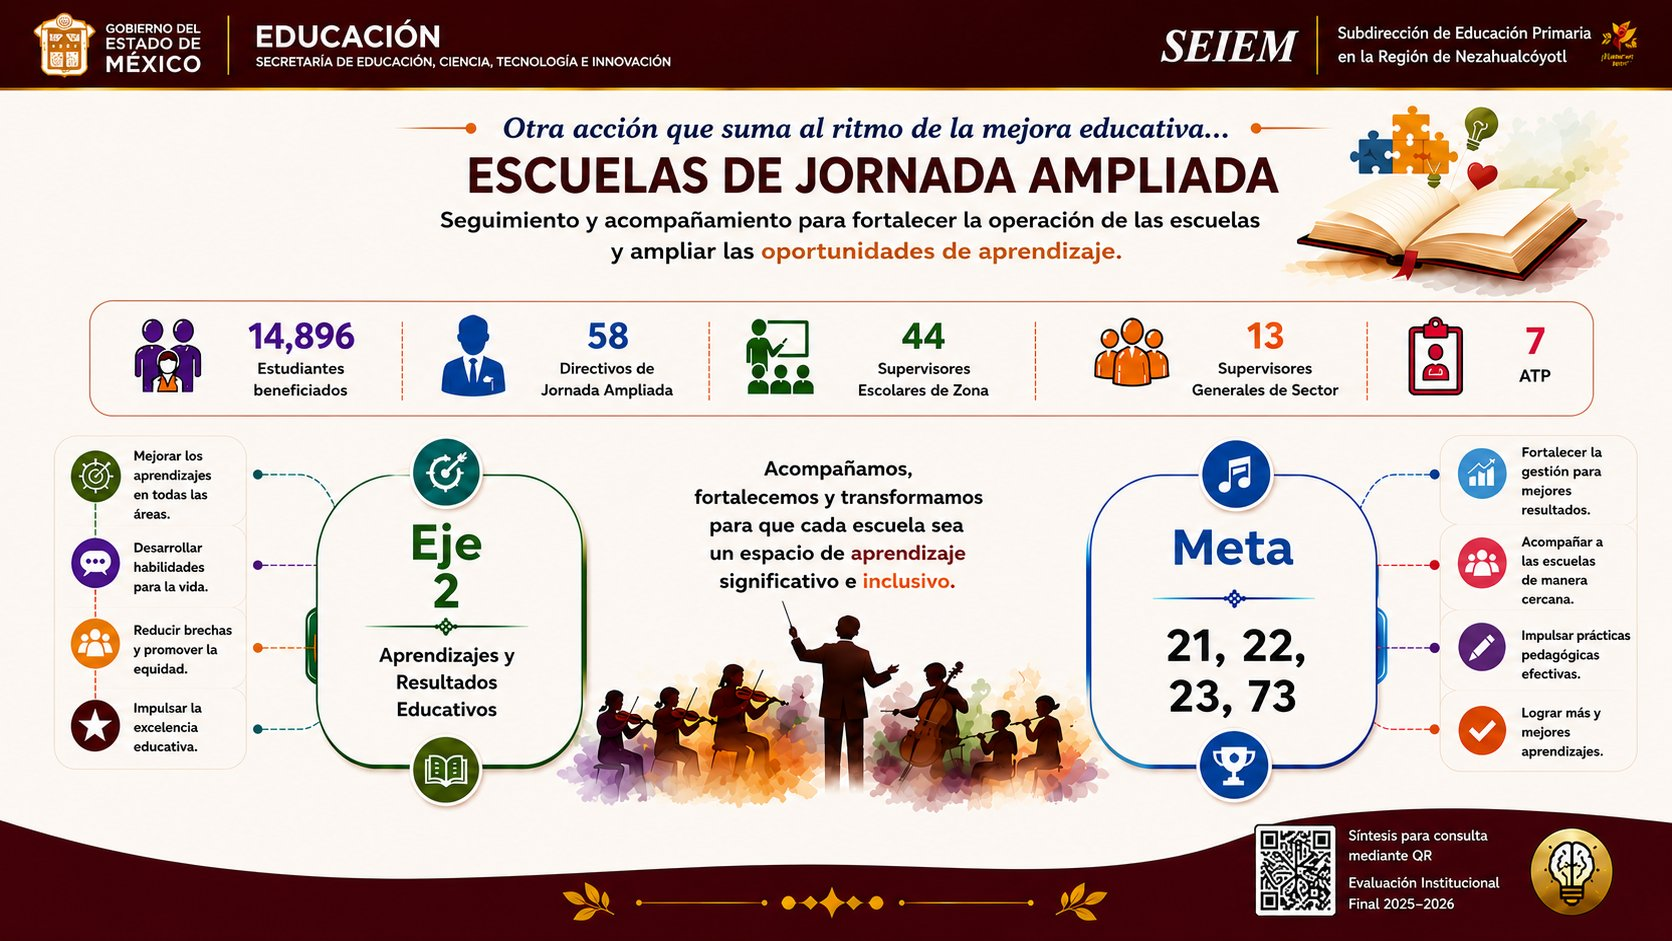 GOBIERNO DEL
ESTADO DE
MÉXICO
EDUCACIÓN
SECRETARÍA DE EDUCACIÓN, CIENCIA, TECNOLOGÍA E INNOVACIÓN
SEIEM
Subdirección de Educación Primaria
en la Región de Nezahualcóyotl
Otra acción que suma al ritmo de la mejora educativa...
ESCUELAS DE JORNADA AMPLIADA
Seguimiento y acompañamiento para fortalecer la operación de las escuelas
y ampliar las oportunidades de aprendizaje.
14,896
Estudiantes
beneficiados
58
Directivos de
Jornada Ampliada
44
Supervisores
Escolares de Zona
13
Supervisores
Generales de Sector
7
ATP
Mejorar los
aprendizajes
en todas las
áreas.
Desarrollar
habilidades
para la vida.
Reducir brechas
y promover la
equidad.
Impulsar la
excelencia
educativa.
Eje
2
Aprendizajes y
Resultados
Educativos
Acompañamos,
fortalecemos y transformamos
para que cada escuela sea
un espacio de aprendizaje
significativo e inclusivo.
Meta
21, 22,
23, 73
Fortalecer la
gestión para
mejores
resultados.
Acompañar a
las escuelas
de manera
cercana.
Impulsar prácticas
pedagógicas
efectivas.
Lograr más y
mejores
aprendizajes.
Síntesis para consulta
mediante QR
Evaluación Institucional
Final 2025–2026